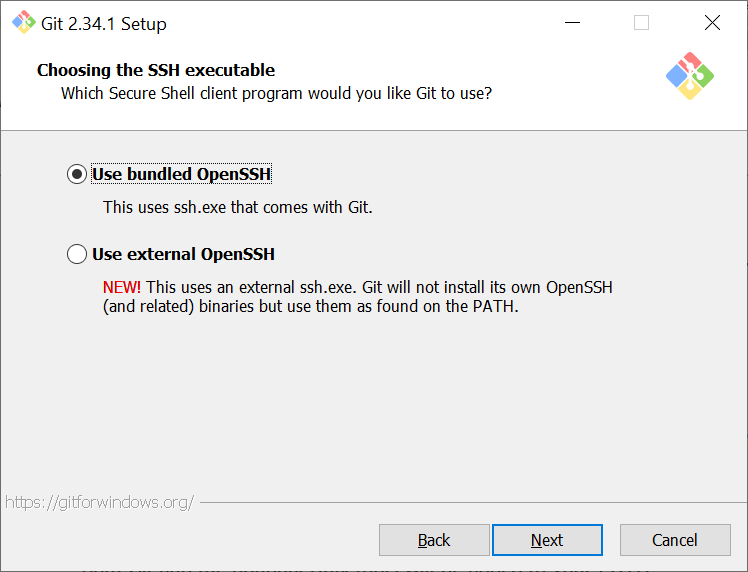 Git 2.34.1 Setup
Choosing the SSH executable
Which Secure Shell client program would you like Git to use?
Use bundled OpenSSH
This uses ssh.exe that comes with Git.
Use external OpenSSH
NEW! This uses an external ssh.exe. Git will not install its own OpenSSH
(and related) binaries but use them as found on the PATH.
https://gitforwindows.org/
Back
Next
Cancel